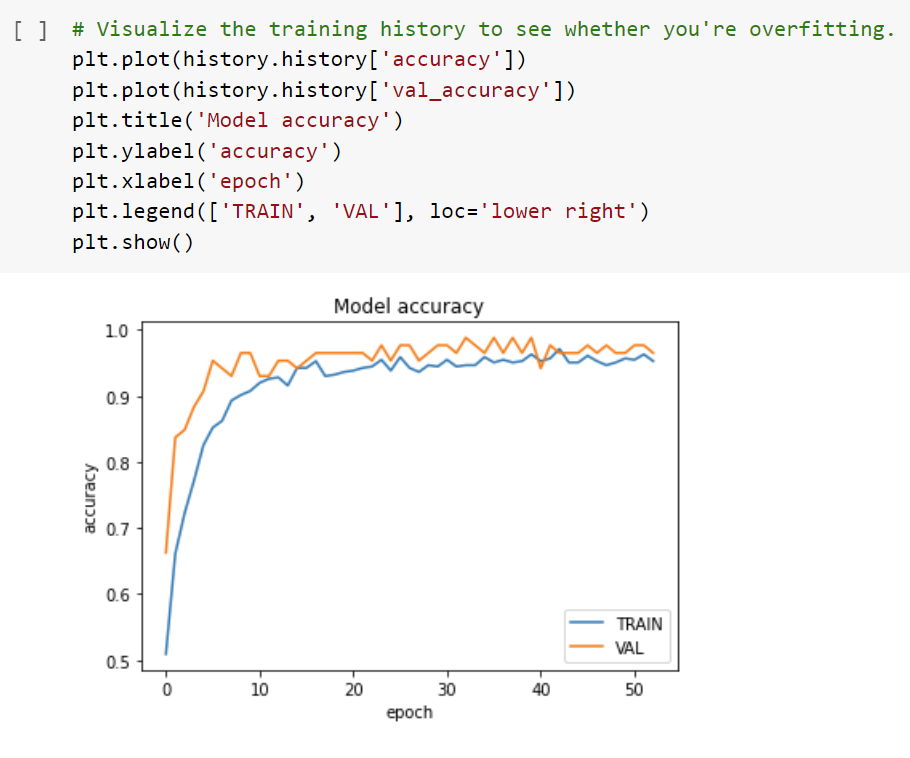 [ ] # Visualize the training history to see whether you're overfitting.
plt.plot(history.history['accuracy'])
plt.plot(history.history['val_accuracy'])
plt.title('Model accuracy')
plt.ylabel('accuracy')
plt.xlabel('epoch')
plt.legend(['TRAIN', 'VAL'], loc='lower right')
plt.show()
Model accuracy
1.0
0.9
0.8
0.7
0.6
0.5
accuracy
TRAIN
VAL
0 10 20 30 40 50
epoch